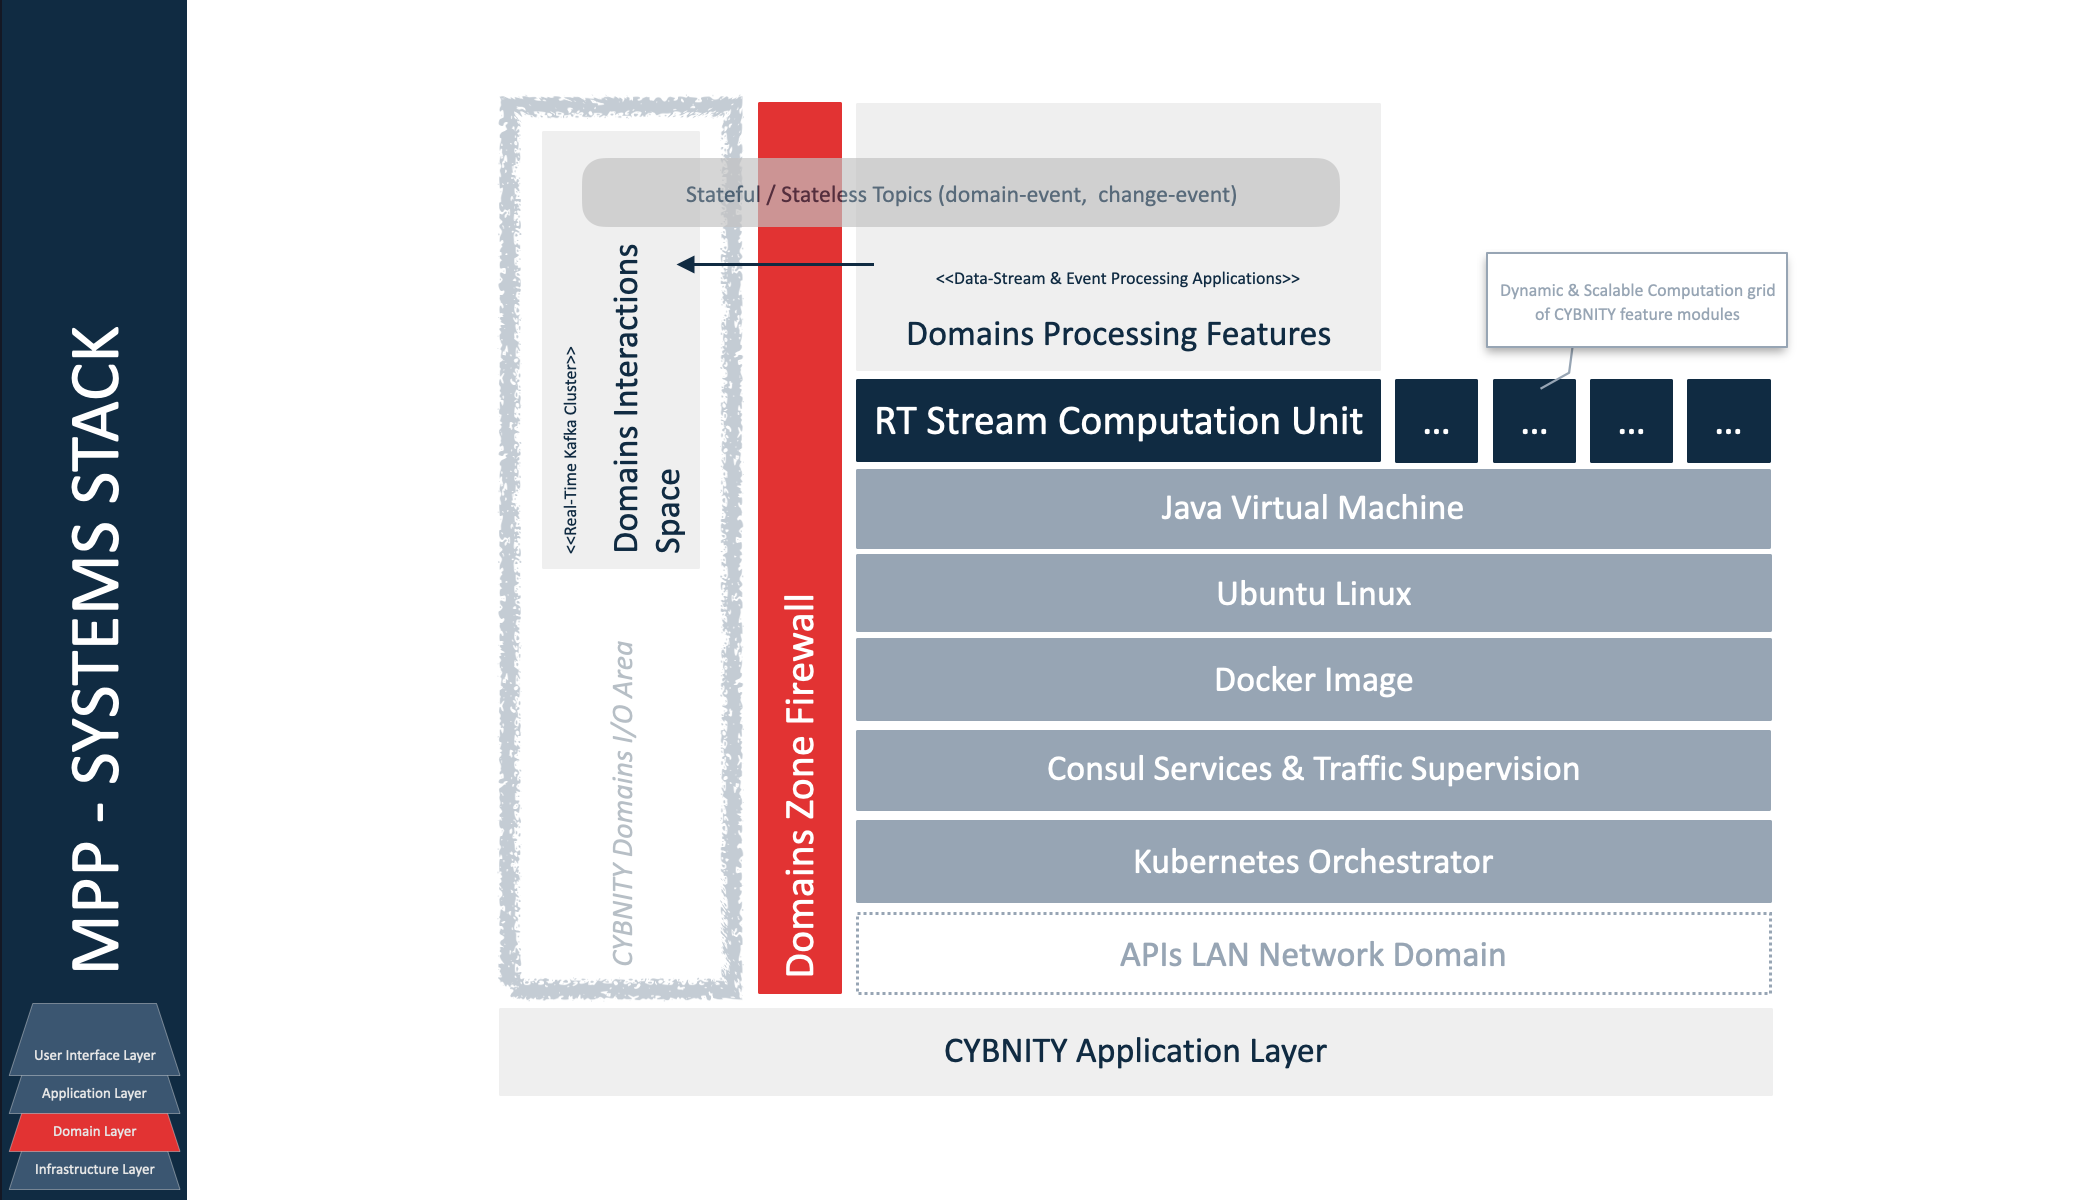 MPP - SYSTEMS STACK
User Interface Layer
Application Layer
Domain Layer
Infrastructure Layer
Stateful / Stateless Topics (domain-event,  change-event)
<<Real-Time Kafka Cluster>>
Domains Interactions
Space
CYBNITY Domains I/O Area
Domains Zone Firewall
<<Data-Stream & Event Processing Applications>>
Domains Processing Features
Dynamic & Scalable Computation grid
of CYBNITY feature modules
RT Stream Computation Unit
...
...
...
...
Java Virtual Machine
Ubuntu Linux
Docker Image
Consul Services & Traffic Supervision
Kubernetes Orchestrator
APIs LAN Network Domain
CYBNITY Application Layer